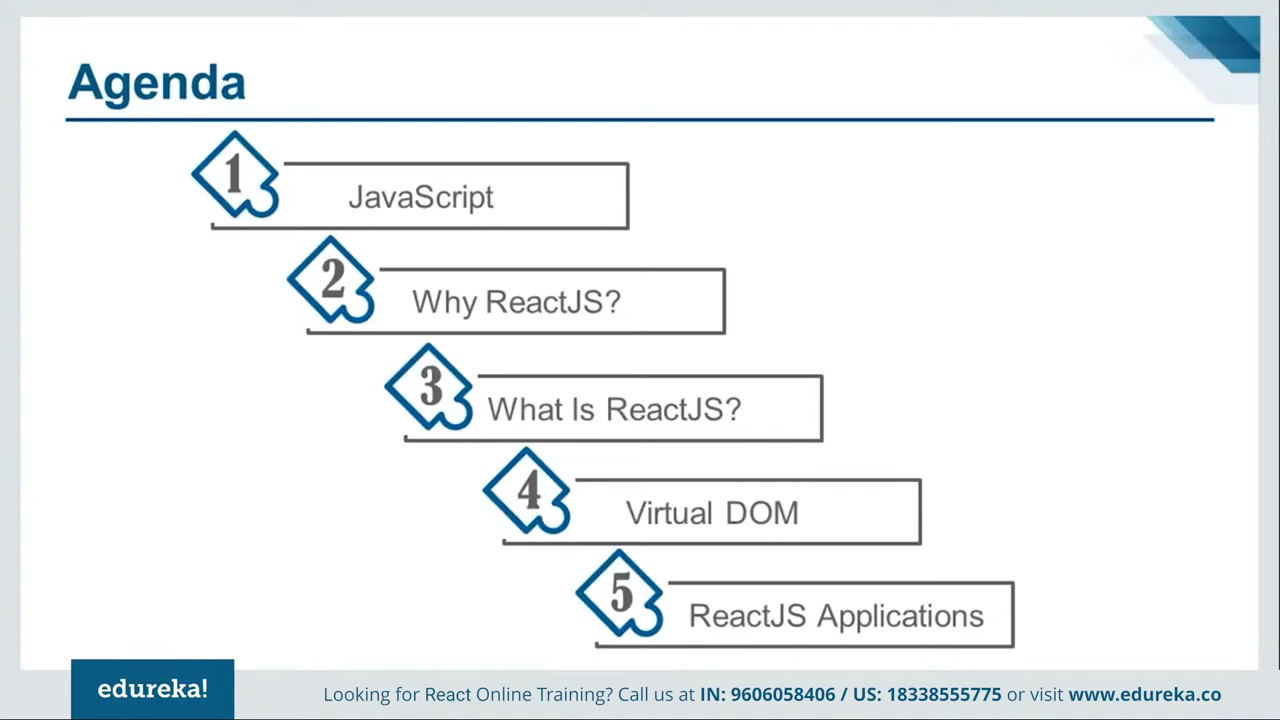 Agenda
1
JavaScript
2
Why ReactJS?
3
What Is ReactJS?
4
Virtual DOM
5
ReactJS Applications
edureka!
Looking for React Online Training? Call us at IN: 9606058406 / US: 18338555775 or visit www.edureka.co